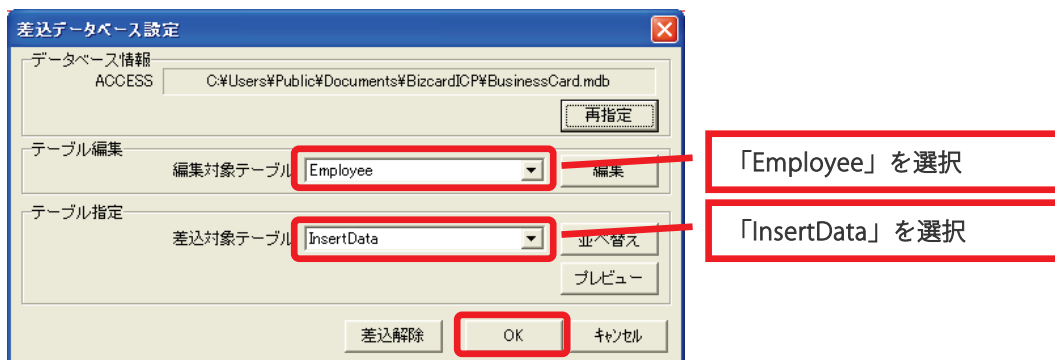 差込データベース設定
データベース情報
ACCESS C:¥Users¥Public¥Documents¥BizcardICP¥BusinessCard.mdb
再指定
テーブル編集
編集対象テーブル Employee 編集
「Employee」を選択
テーブル指定
差込対象テーブル InsertData 並べ替え
「InsertData」を選択
プレビュー
差込解除 OK キャンセル